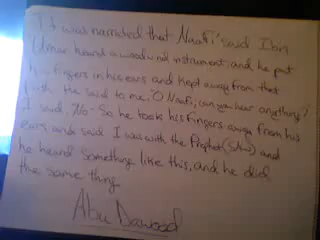 It was narrated that Naafi' said Ibn
Umar heard a woodwind instrument, and he put
his fingers in his ears and kept away from that
path. He said to me, 'O Naafi, can you hear anything?'
I said, 'No'. So he took his fingers away from his
ears, and said I was with the Prophet (SAW) and
he heard something like this, and he did
the same thing
Abu Dawood